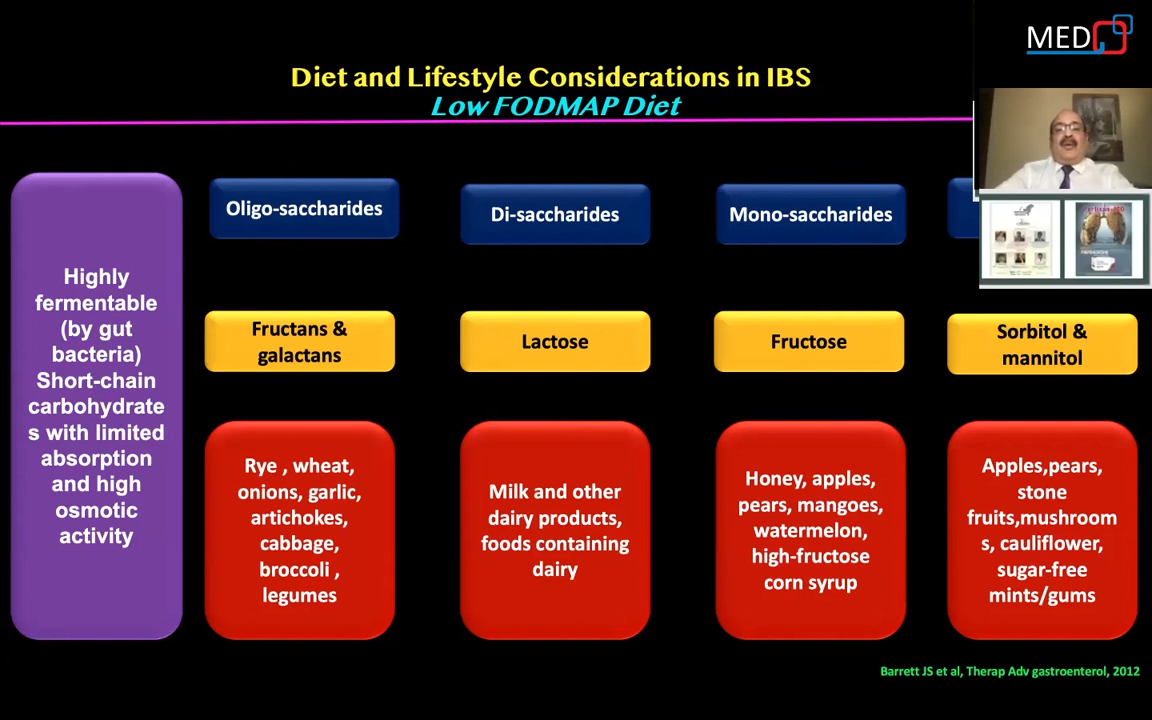 MED
Diet and Lifestyle Considerations in IBS
Low FODMAP Diet
Highly
fermentable
(by gut
bacteria)
Short-chain
carbohydrate
s with limited
absorption
and high
osmotic
activity
Oligo-saccharides
Di-saccharides
Mono-saccharides
Fructans &
galactans
Lactose
Fructose
Sorbitol &
mannitol
Rye , wheat,
onions, garlic,
artichokes,
cabbage,
broccoli ,
legumes
Milk and other
dairy products,
foods containing
dairy
Honey, apples,
pears, mangoes,
watermelon,
high-fructose
corn syrup
Apples,pears,
stone
fruits,mushroom
s, cauliflower,
sugar-free
mints/gums
Barrett JS et al, Therap Adv gastroenterol, 2012